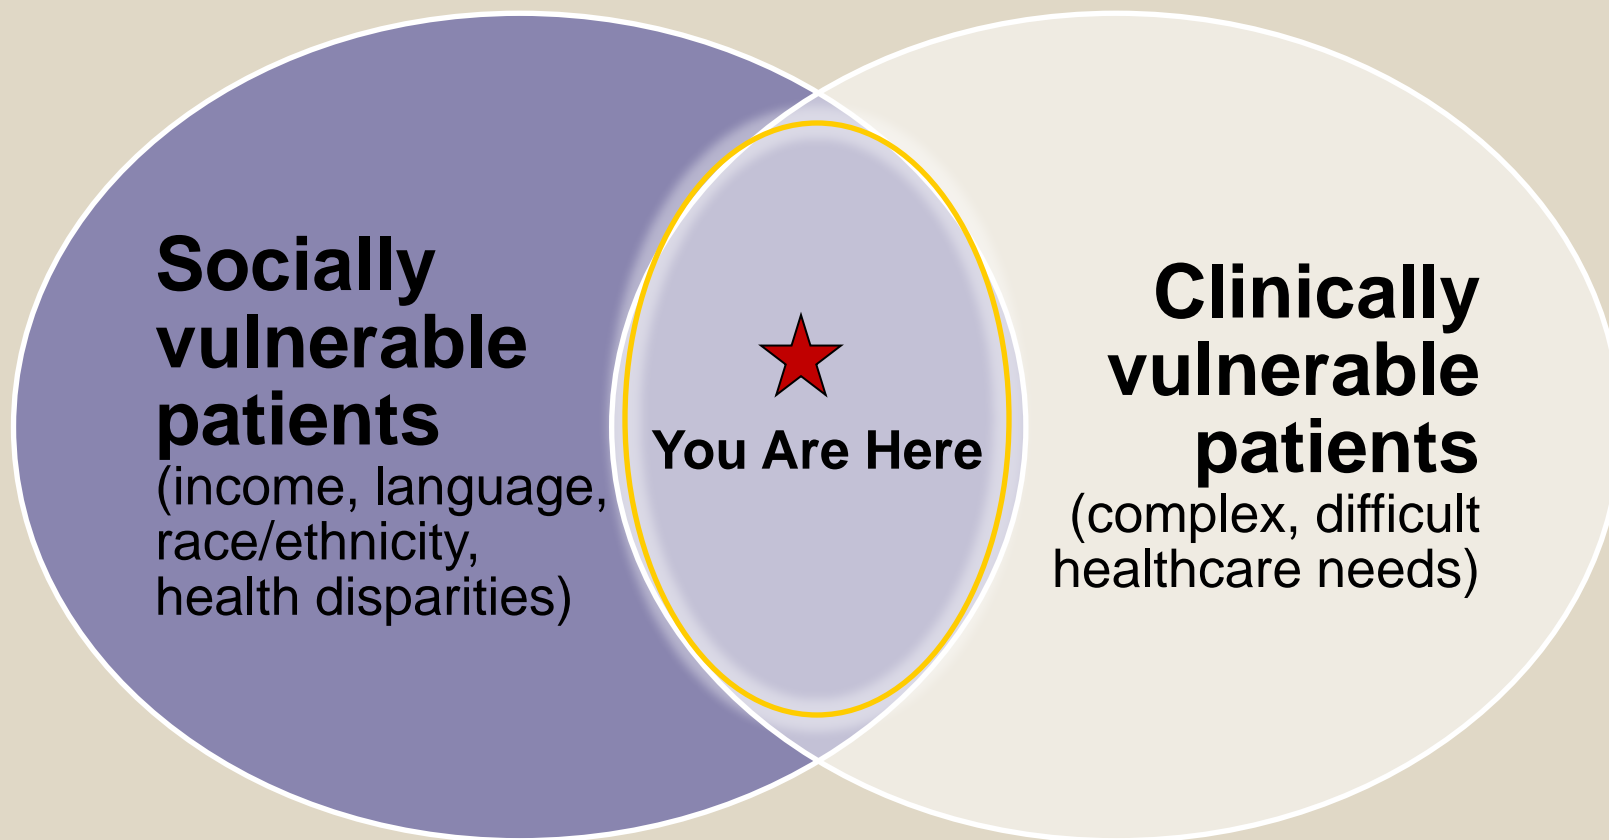 Socially
vulnerable
patients
(income, language,
race/ethnicity,
health disparities)
You Are Here
Clinically
vulnerable
patients
(complex, difficult
healthcare needs)